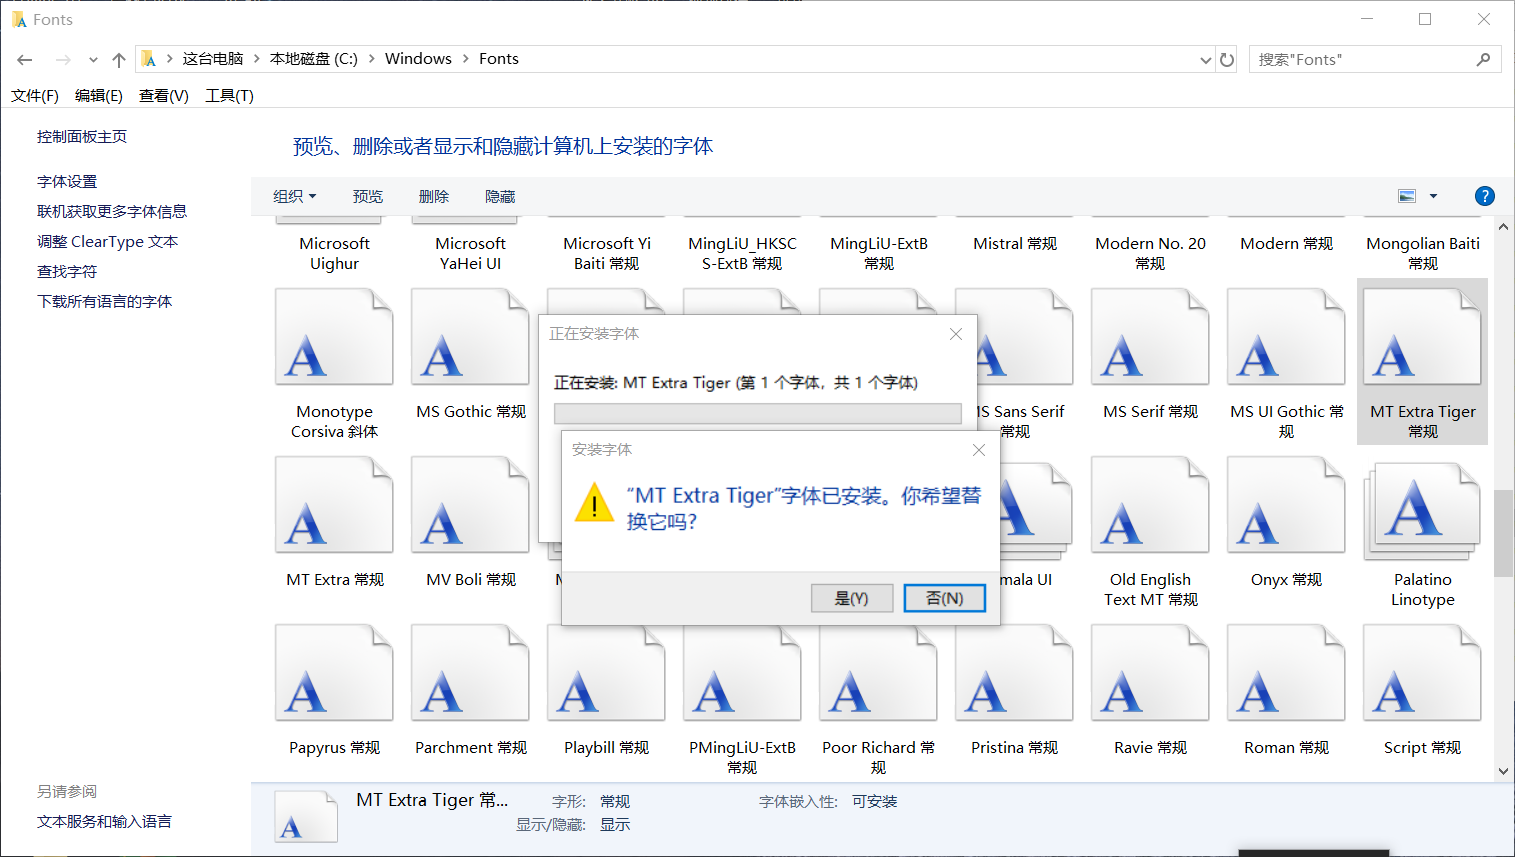 Fonts
这台电脑 本地磁盘 (C:) Windows Fonts
搜索"Fonts"
文件(F) 编辑(E) 查看(V) 工具(T)
控制面板主页
字体设置
联机获取更多字体信息
调整 ClearType 文本
查找字符
下载所有语言的字体
另请参阅
文本服务和输入语言
预览、删除或者显示和隐藏计算机上安装的字体
组织 预览 删除 隐藏
?
Microsoft
Uighur
Microsoft
YaHei UI
Microsoft Yi
Baiti 常规
MingLiU_HKSC
S-ExtB 常规
MingLiU-ExtB
常规
Mistral 常规
Modern No. 20
常规
Modern 常规
Mongolian Baiti
常规
Monotype
Corsiva 斜体
MS Gothic 常规
MS Sans Serif
常规
MS Serif 常规
MS UI Gothic 常
规
MT Extra Tiger
常规
正在安装字体
正在安装: MT Extra Tiger (第 1 个字体，共 1 个字体)
安装字体
“MT Extra Tiger”字体已安装。你希望替
换它吗?
是(Y) 否(N)
MT Extra 常规
MV Boli 常规
mala UI
Old English
Text MT 常规
Onyx 常规
Palatino
Linotype
Papyrus 常规
Parchment 常规
Playbill 常规
PMingLiU-ExtB
常规
Poor Richard 常
规
Pristina 常规
Ravie 常规
Roman 常规
Script 常规
MT Extra Tiger 常...
字形: 常规
显示/隐藏: 显示
字体嵌入性: 可安装